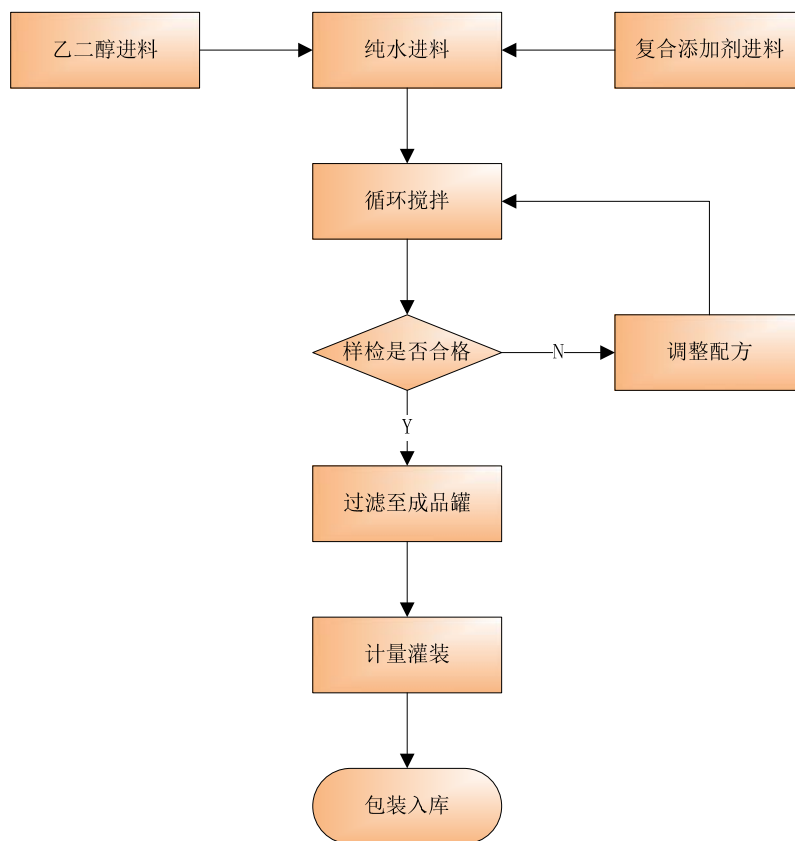 乙二醇进料
纯水进料
复合添加剂进料
循环搅拌
样检是否合格
N
调整配方
Y
过滤至成品罐
计量灌装
包装入库